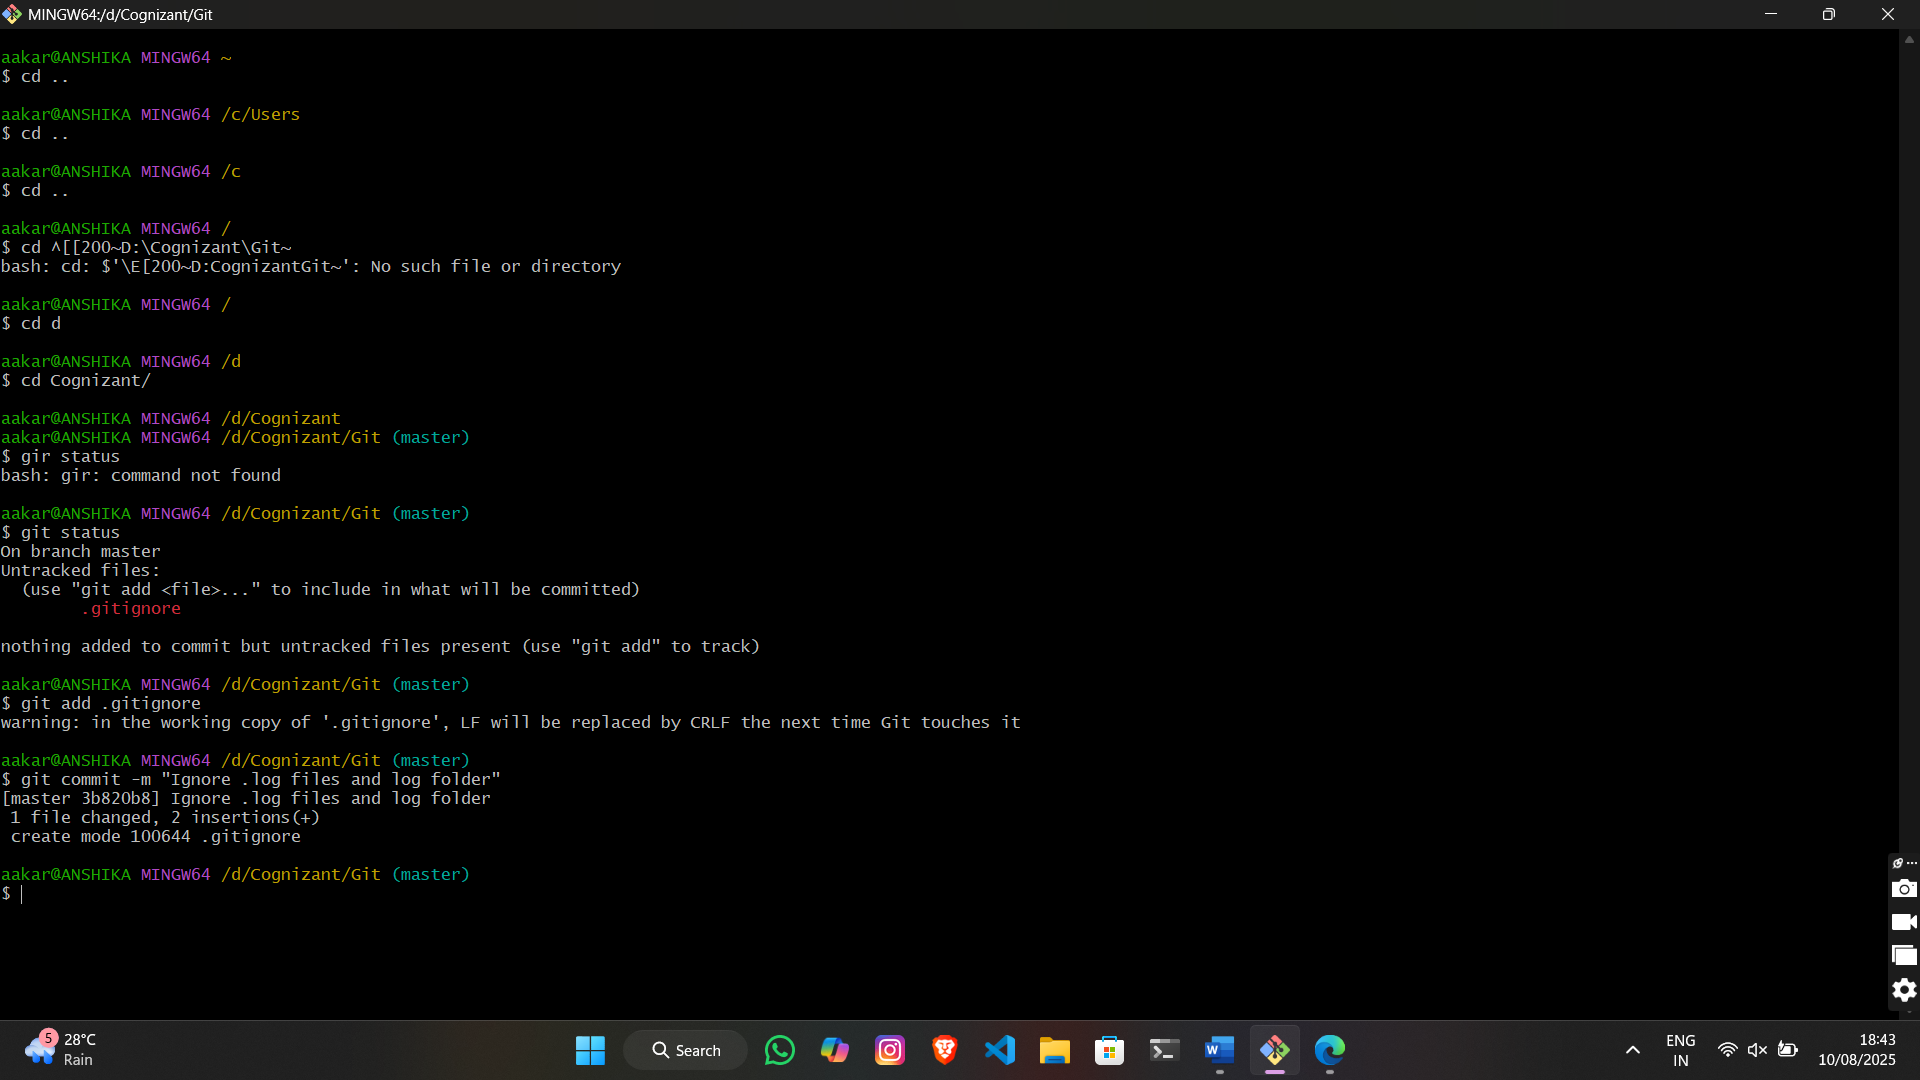 MINGW64:/d/Cognizant/Git
aakar@ANSHIKA MINGW64 ~
$ cd ..
aakar@ANSHIKA MINGW64 /c/Users
$ cd ..
aakar@ANSHIKA MINGW64 /c
$ cd ..
aakar@ANSHIKA MINGW64 /
$ cd ^[[200~D:\Cognizant\Git~
bash: cd: $'\E[200~D:CognizantGit~': No such file or directory
aakar@ANSHIKA MINGW64 /
$ cd d
aakar@ANSHIKA MINGW64 /d
$ cd Cognizant/
aakar@ANSHIKA MINGW64 /d/Cognizant
aakar@ANSHIKA MINGW64 /d/Cognizant/Git (master)
$ gir status
bash: gir: command not found
aakar@ANSHIKA MINGW64 /d/Cognizant/Git (master)
$ git status
On branch master
Untracked files:
  (use "git add <file>..." to include in what will be committed)
        .gitignore
nothing added to commit but untracked files present (use "git add" to track)
aakar@ANSHIKA MINGW64 /d/Cognizant/Git (master)
$ git add .gitignore
warning: in the working copy of '.gitignore', LF will be replaced by CRLF the next time Git touches it
aakar@ANSHIKA MINGW64 /d/Cognizant/Git (master)
$ git commit -m "Ignore .log files and log folder"
[master 3b820b8] Ignore .log files and log folder
 1 file changed, 2 insertions(+)
 create mode 100644 .gitignore
aakar@ANSHIKA MINGW64 /d/Cognizant/Git (master)
$
5
28°C
Rain
Search
ENG
IN
18:43
10/08/2025